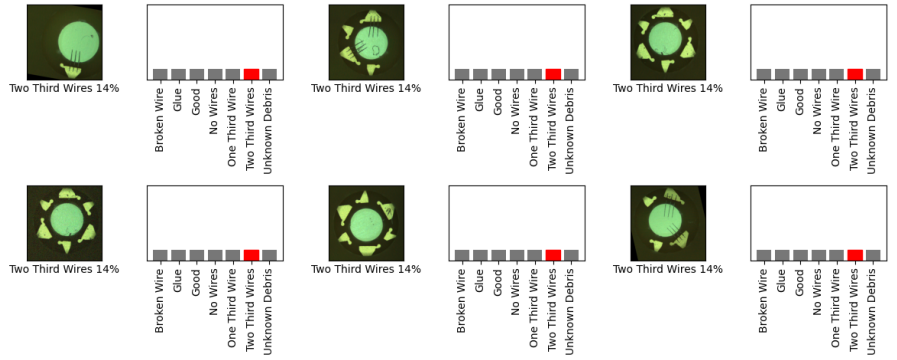 Two Third Wires 14%
Broken Wire
Glue
Good
No Wires
One Third Wire
Two Third Wires
Unknown Debris
Two Third Wires 14%
Broken Wire
Glue
Good
No Wires
One Third Wire
Two Third Wires
Unknown Debris
Two Third Wires 14%
Broken Wire
Glue
Good
No Wires
One Third Wire
Two Third Wires
Unknown Debris
Two Third Wires 14%
Broken Wire
Glue
Good
No Wires
One Third Wire
Two Third Wires
Unknown Debris
Two Third Wires 14%
Broken Wire
Glue
Good
No Wires
One Third Wire
Two Third Wires
Unknown Debris
Two Third Wires 14%
Broken Wire
Glue
Good
No Wires
One Third Wire
Two Third Wires
Unknown Debris